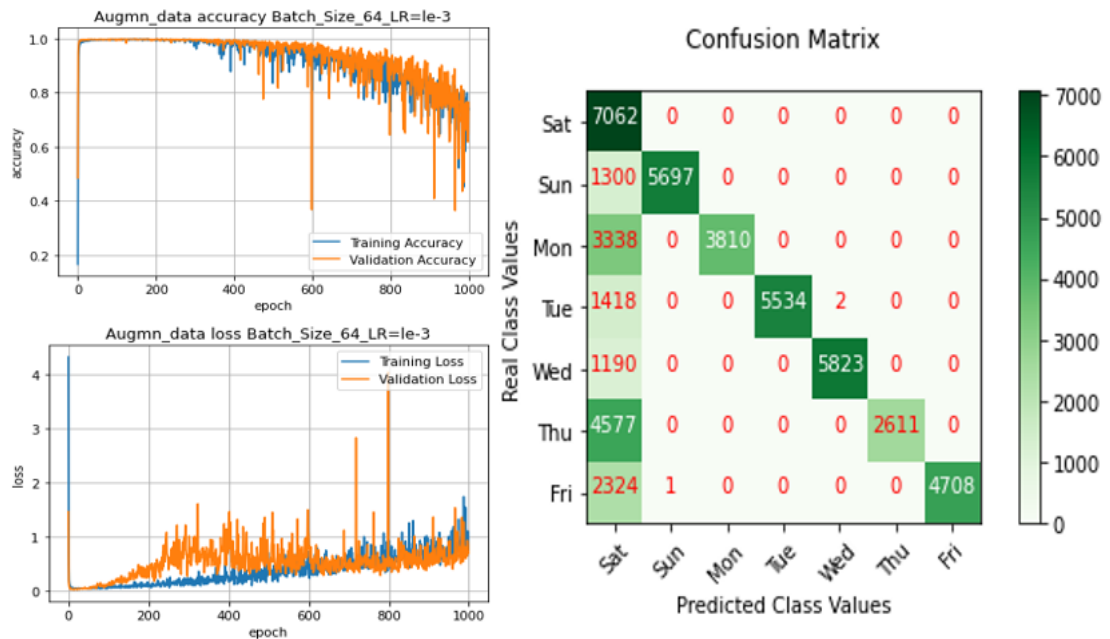 Augmn_data accuracy Batch_Size_64_LR=le-3
1.0
0.8
0.6
0.4
0.2
accuracy
Training Accuracy
Validation Accuracy
0 200 400 600 800 1000
epoch
Augmn_data loss Batch_Size_64_LR=le-3
4
3
2
1
0
loss
Training Loss
Validation Loss
0 200 400 600 800 1000
epoch
Confusion Matrix
Real Class Values
Sat 7062 0 0 0 0 0 0
Sun 1300 5697 0 0 0 0 0
Mon 3338 0 3810 0 0 0 0
Tue 1418 0 0 5534 2 0 0
Wed 1190 0 0 0 5823 0 0
Thu 4577 0 0 0 0 2611 0
Fri 2324 1 0 0 0 0 4708
Sat Sun Mon Tue Wed Thu Fri
Predicted Class Values
7000
6000
5000
4000
3000
2000
1000
0